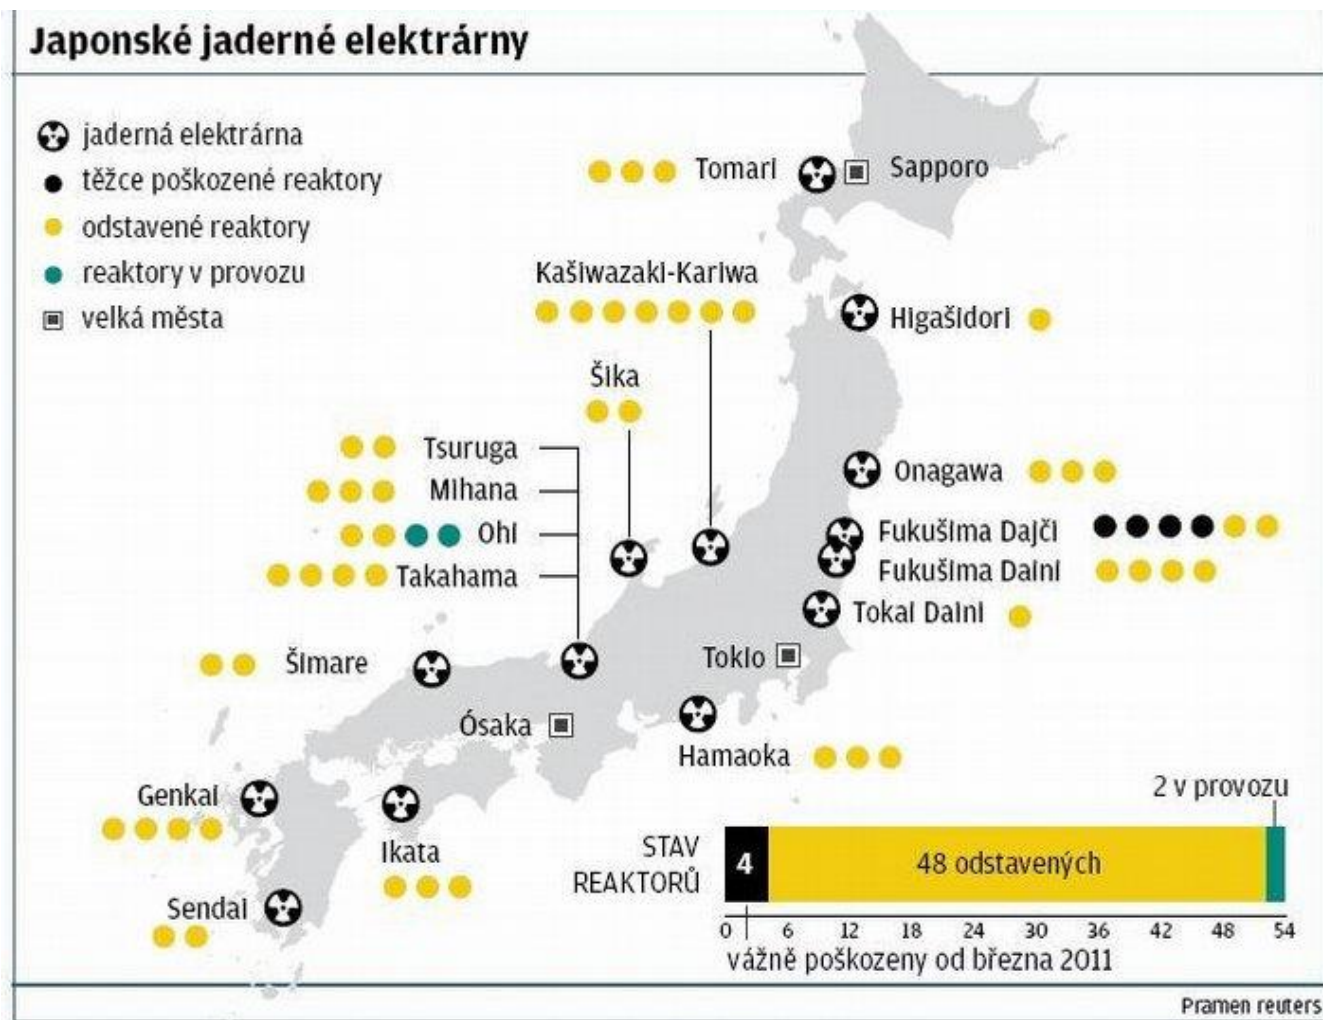 Japonské jaderné elektrárny
jaderná elektrárna
těžce poškozené reaktory
odstavené reaktory
reaktory v provozu
velká města
Tomari
Sapporo
Kašiwazaki-Kariwa
Higašidori
Šika
Tsuruga
Mihana
Ohi
Takahama
Onagawa
Fukušima Dajči
Fukušima Daini
Tokai Daini
Šimare
Tokio
Ósaka
Hamaoka
Genkai
Ikata
Sendai
2 v provozu
STAV
REAKTORŮ
4
48 odstavených
0 6 12 18 24 30 36 42 48 54
vážně poškozeny od března 2011
Pramen reuters